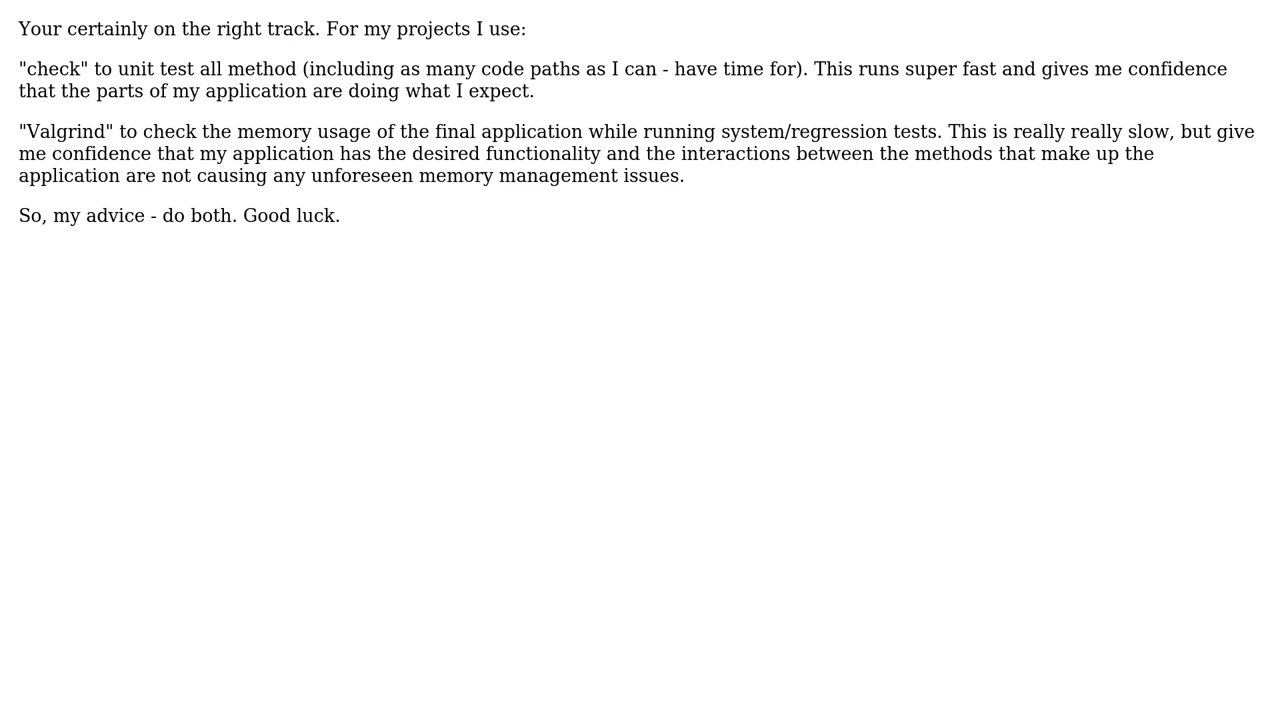 Your certainly on the right track. For my projects I use:
"check" to unit test all method (including as many code paths as I can - have time for). This runs super fast and gives me confidence
that the parts of my application are doing what I expect.
"Valgrind" to check the memory usage of the final application while running system/regression tests. This is really really slow, but give
me confidence that my application has the desired functionality and the interactions between the methods that make up the
application are not causing any unforeseen memory management issues.
So, my advice - do both. Good luck.